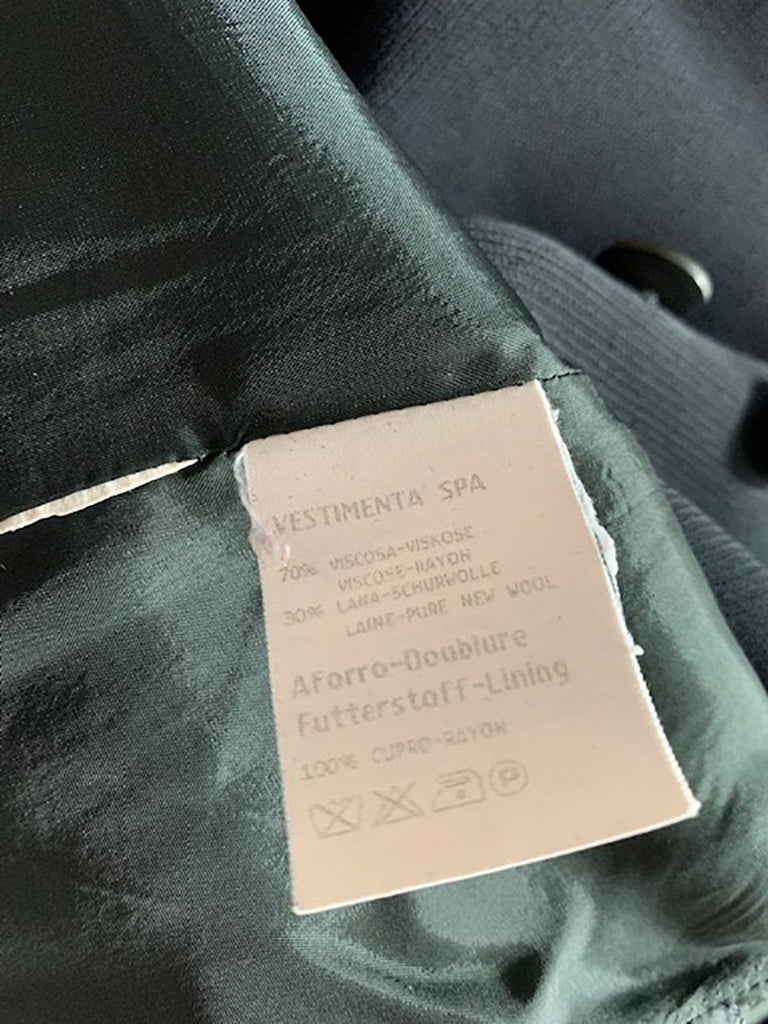 VESTIMENTA SPA
70% VISCOSA-VISKOSE
VISCOSE-RAYON
30% LANA-SCHURWOLLE
LAINE-PURE NEW WOOL
Aforro-Doublure
Futterstoff-Lining
100% CUPRO-RAYON
P